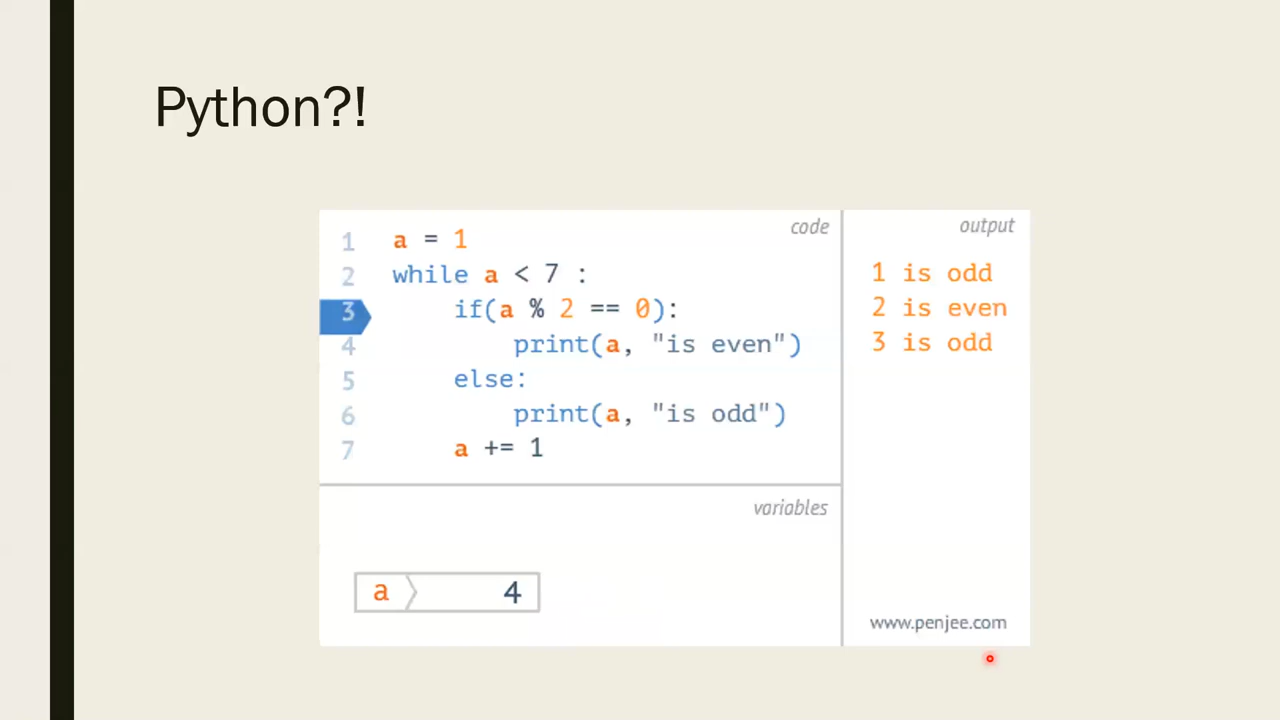 Python?!
code
1 a = 1
2 while a < 7 :
3 if(a % 2 == 0):
4 print(a, "is even")
5 else:
6 print(a, "is odd")
7 a += 1
output
1 is odd
2 is even
3 is odd
variables
a 4
www.penjee.com